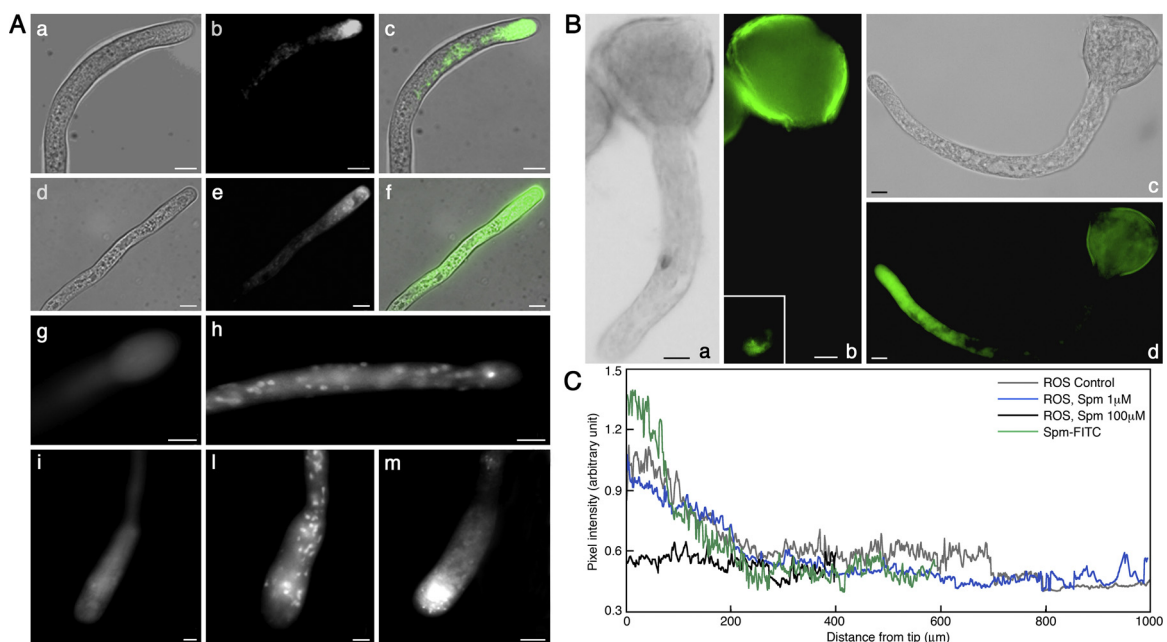 A
a
b
c
d
e
f
g
h
i
l
m
B
a
b
c
d
C
1.5
1.2
0.9
0.6
0.3
Pixel intensity (arbitrary unit)
ROS Control
ROS, Spm 1μM
ROS, Spm 100μM
Spm-FITC
0
200
400
600
800
1000
Distance from tip (μm)